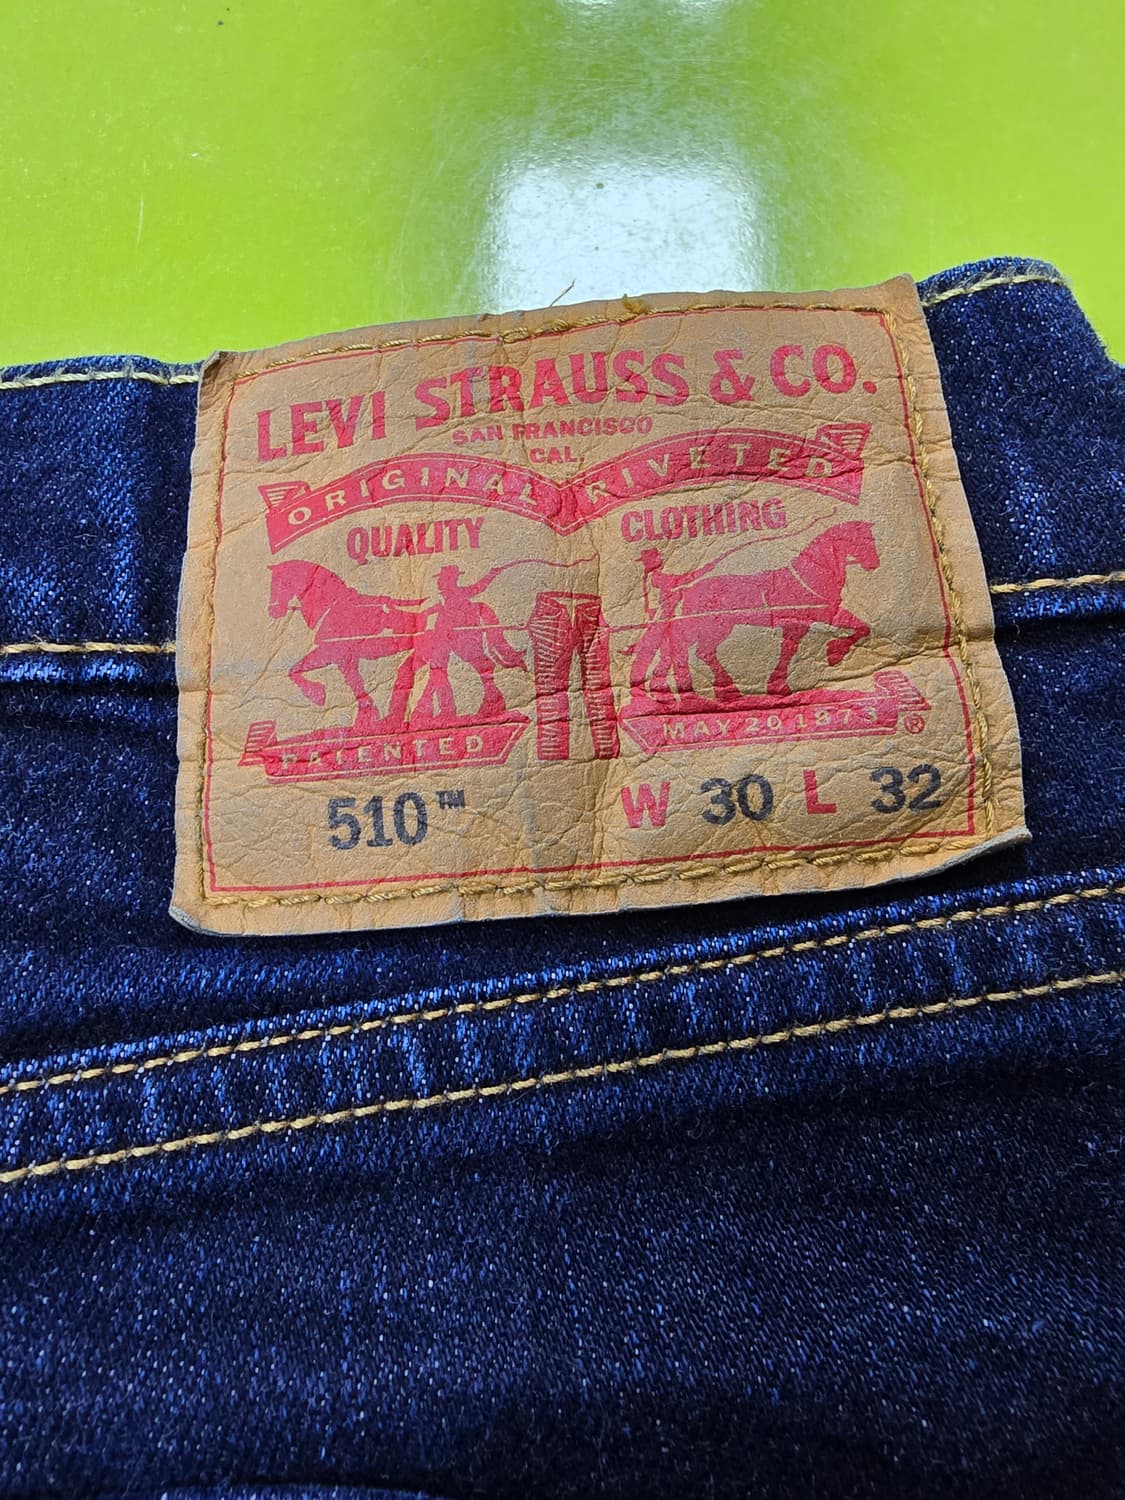 LEVI STRAUSS & CO.
SAN FRANCISCO
CAL.
ORIGINAL RIVETED
QUALITY CLOTHING
PATENTED MAY 20 1873 ®
510™ W 30 L 32